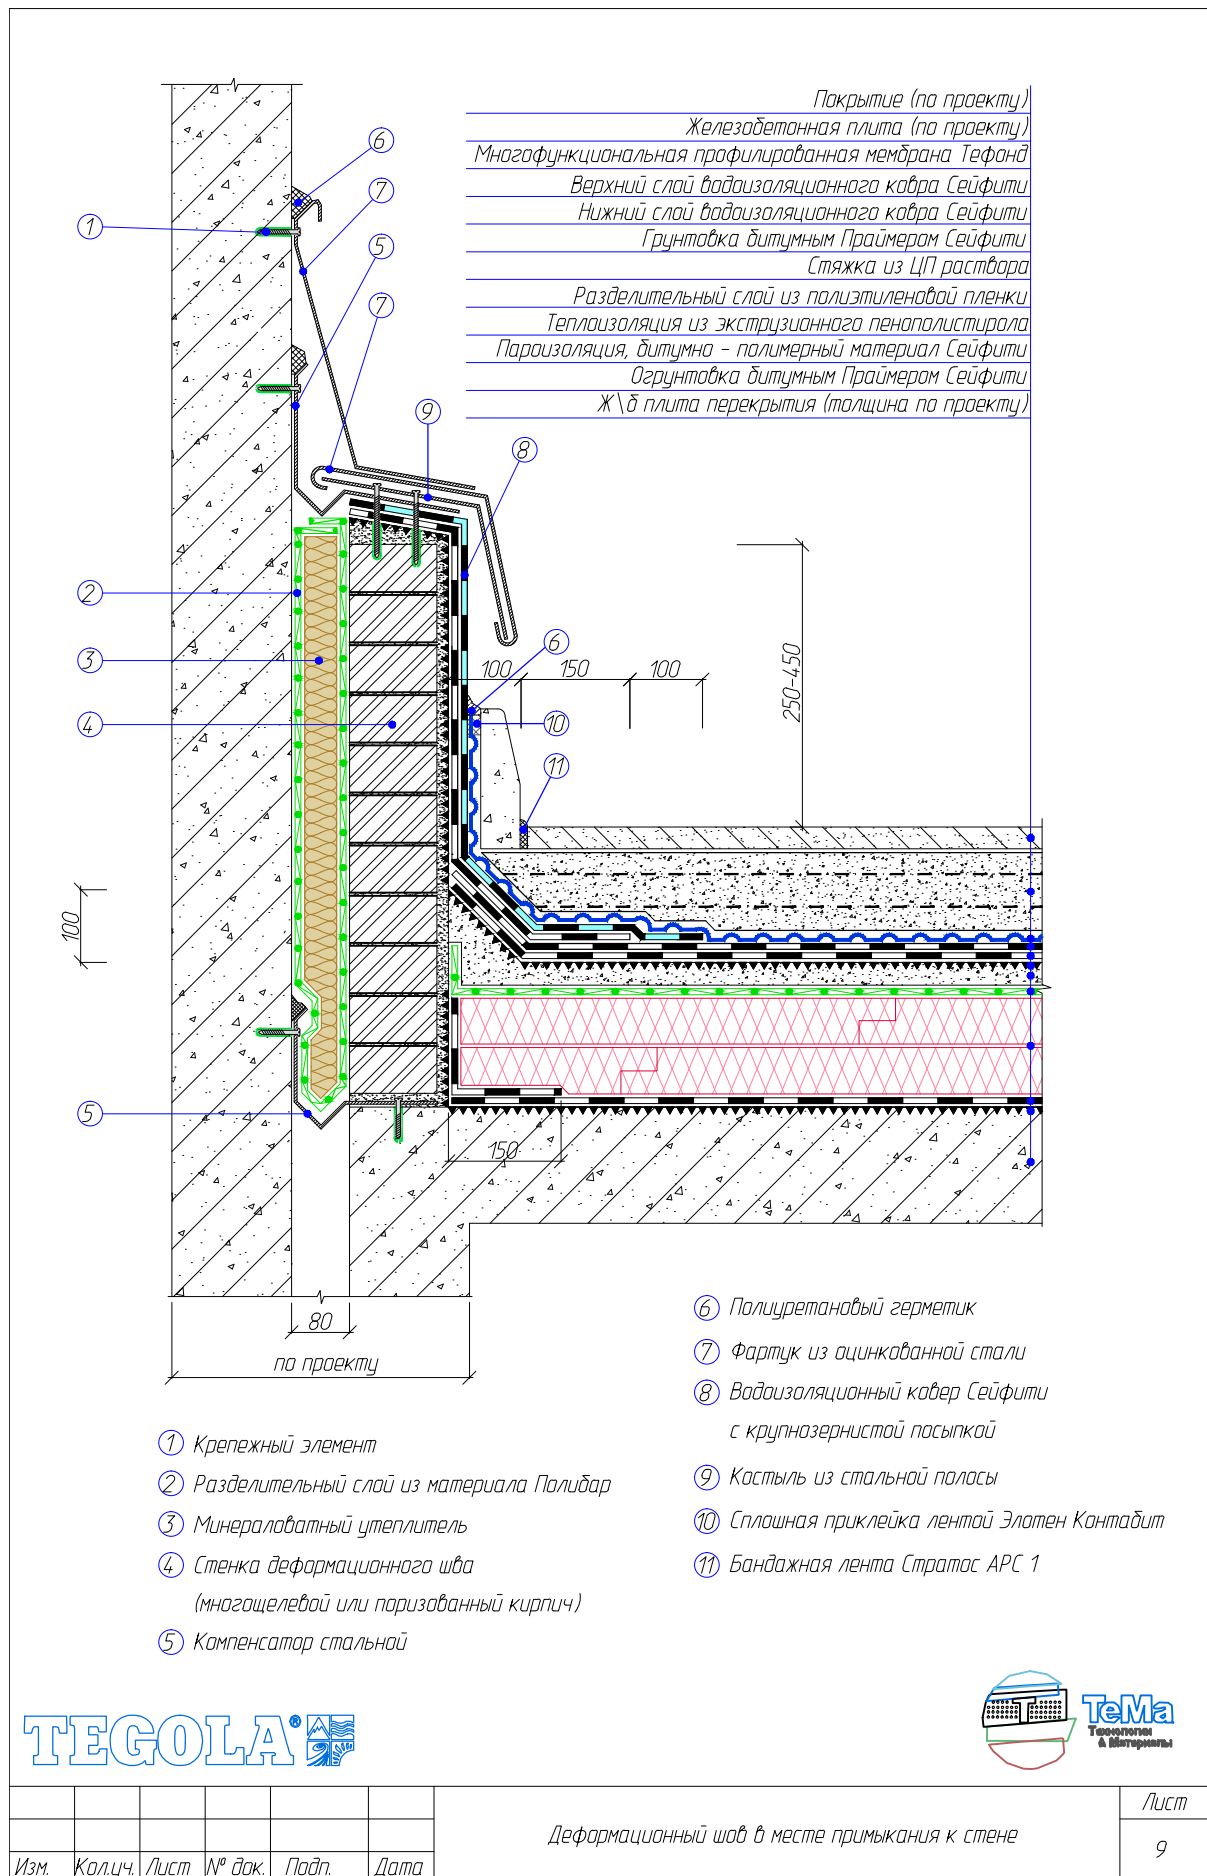 Покрытие (по проекту)
Железобетонная плита (по проекту)
Многофункциональная профилированная мембрана Тефонд
Верхний слой водоизоляционного ковра Сейфити
Нижний слой водоизоляционного ковра Сейфити
Грунтовка битумным Праймером Сейфити
Стяжка из ЦП раствора
Разделительный слой из полиэтиленовой пленки
Теплоизоляция из экструзионного пенополистирола
Пароизоляция, битумно - полимерный материал Сейфити
Огрунтовка битумным Праймером Сейфити
Ж\б плита перекрытия (толщина по проекту)
6
7
1
5
7
9
8
2
3
6
100
150
100
250-450
4
10
11
100
5
150
80
по проекту
1 Крепежный элемент
2 Разделительный слой из материала Полибар
3 Минераловатный утеплитель
4 Стенка деформационного шва
(многощелевой или поризованный кирпич)
5 Компенсатор стальной
6 Полиуретановый герметик
7 Фартук из оцинкованной стали
8 Водоизоляционный ковер Сейфити
с крупнозернистой посыпкой
9 Костыль из стальной полосы
10 Сплошная приклейка лентой Элотен Контабит
11 Бандажная лента Стратос АРС 1
TEGOLA®
T
ТеМа
Технологии
& Материалы
Изм. Кол.уч. Лист № док. Подп. Дата
Деформационный шов в месте примыкания к стене
Лист
9